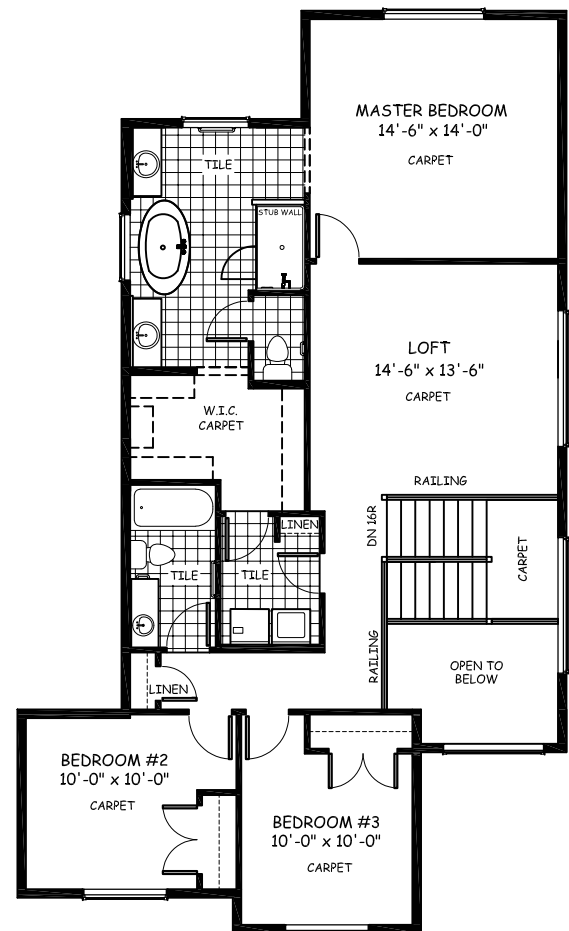 MASTER BEDROOM
14'-6" x 14'-0"
CARPET
TILE
STUB WALL
LOFT
14'-6" x 13'-6"
CARPET
W.I.C.
CARPET
RAILING
LINEN
DN 16R
CARPET
TILE
TILE
RAILING
OPEN TO
BELOW
LINEN
BEDROOM #2
10'-0" x 10'-0"
CARPET
BEDROOM #3
10'-0" x 10'-0"
CARPET